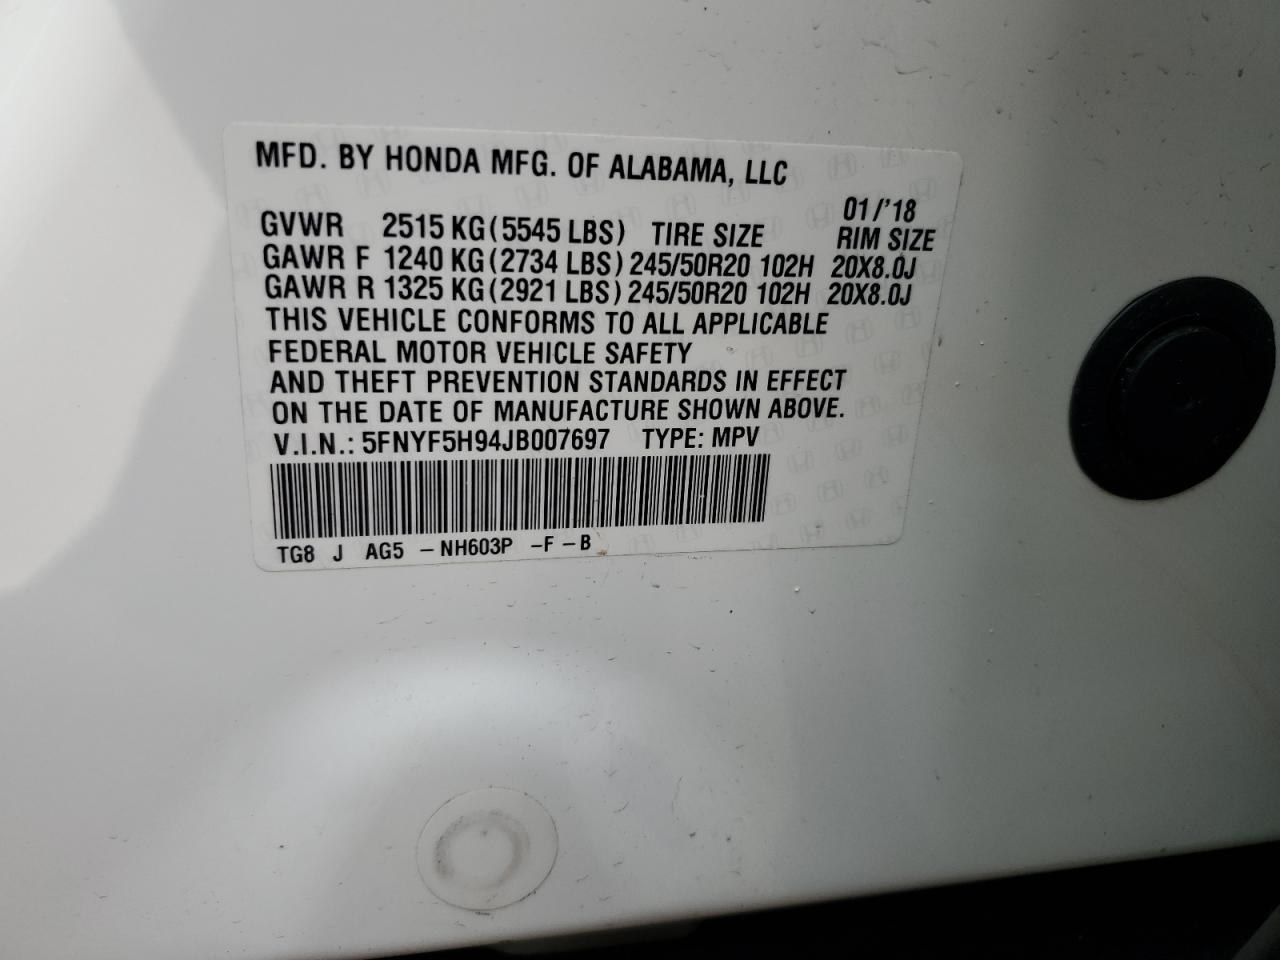 MFD. BY HONDA MFG. OF ALABAMA, LLC
01/'18
GVWR 2515 KG (5545 LBS) TIRE SIZE RIM SIZE
GAWR F 1240 KG (2734 LBS) 245/50R20 102H 20X8.0J
GAWR R 1325 KG (2921 LBS) 245/50R20 102H 20X8.0J
THIS VEHICLE CONFORMS TO ALL APPLICABLE
FEDERAL MOTOR VEHICLE SAFETY
AND THEFT PREVENTION STANDARDS IN EFFECT
ON THE DATE OF MANUFACTURE SHOWN ABOVE.
V.I.N.: 5FNYF5H94JB007697 TYPE: MPV
TG8 J AG5 -NH603P -F-B